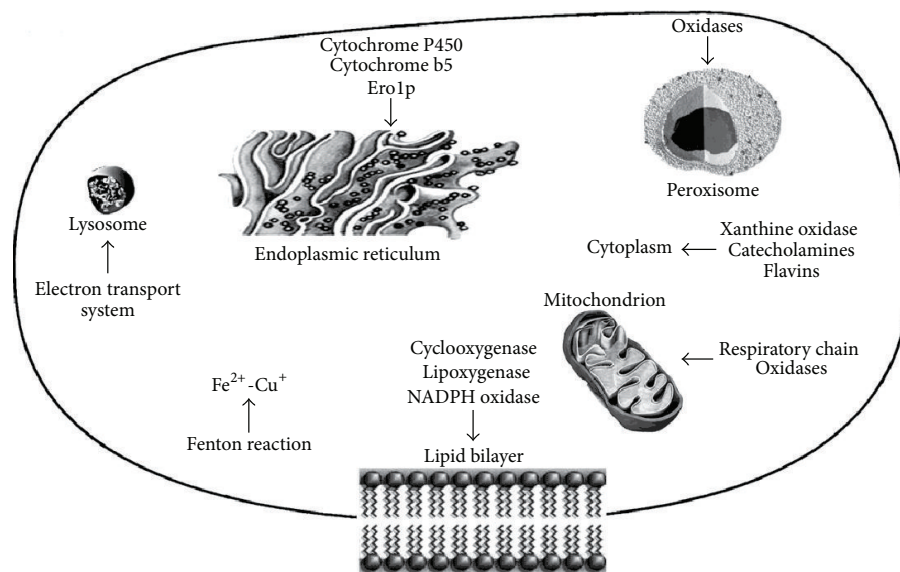 Cytochrome P450
Cytochrome b5
Ero1p
Endoplasmic reticulum
Oxidases
Peroxisome
Lysosome
Electron transport
system
Cytoplasm
Xanthine oxidase
Catecholamines
Flavins
Mitochondrion
Respiratory chain
Oxidases
Cyclooxygenase
Lipoxygenase
NADPH oxidase
Lipid bilayer
Fe²⁺-Cu⁺
Fenton reaction